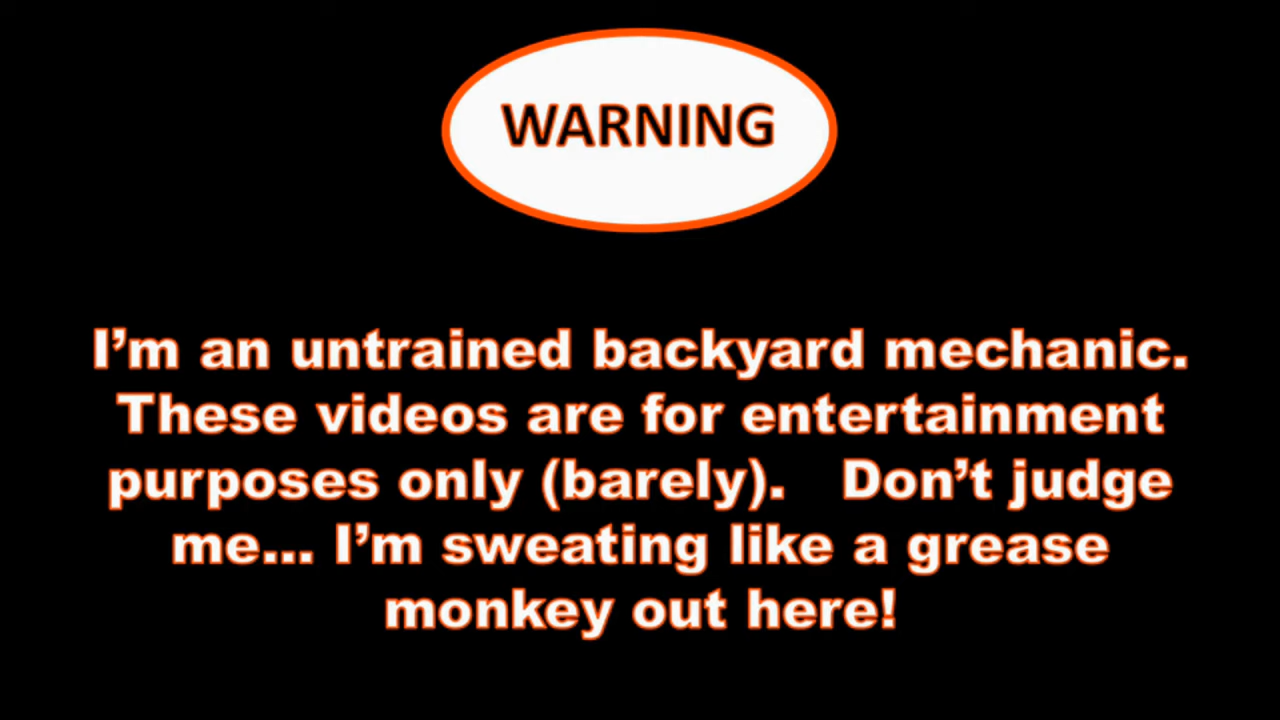 WARNING
I’m an untrained backyard mechanic.
These videos are for entertainment
purposes only (barely).   Don’t judge
me... I’m sweating like a grease
monkey out here!